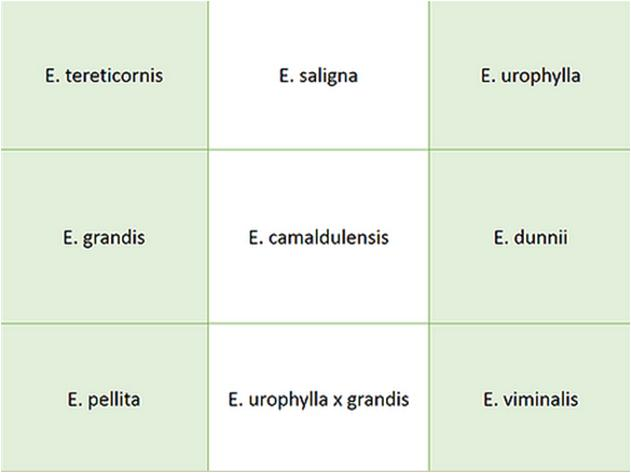 E. tereticornis
E. saligna
E. urophylla
E. grandis
E. camaldulensis
E. dunnii
E. pellita
E. urophylla x grandis
E. viminalis